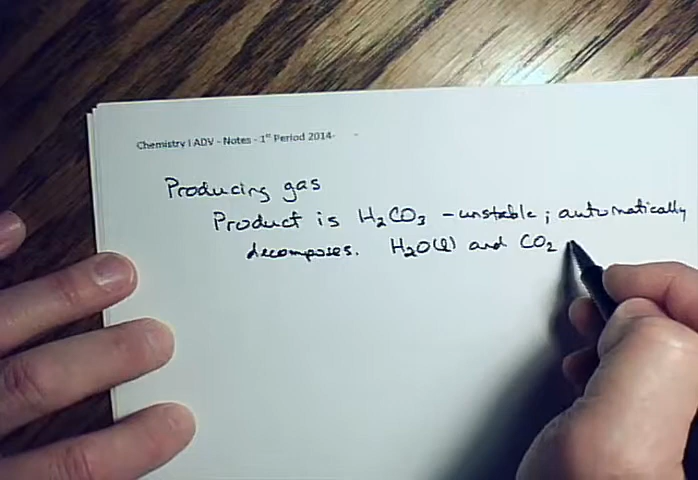 Chemistry I ADV - Notes - 1st Period 2014
Producing gas
Product is H₂CO₃ - unstable; automatically
decomposes. H₂O(l) and CO₂